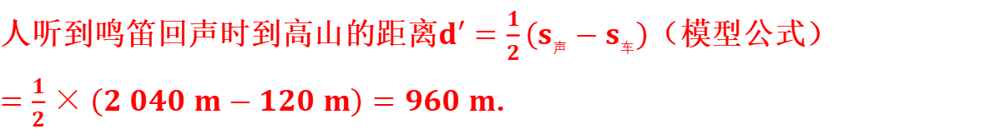 人听到鸣笛回声时到高山的距离d′ = 1/2 (s声 − s车)（模型公式）
= 1/2 × (2 040 m − 120 m) = 960 m.